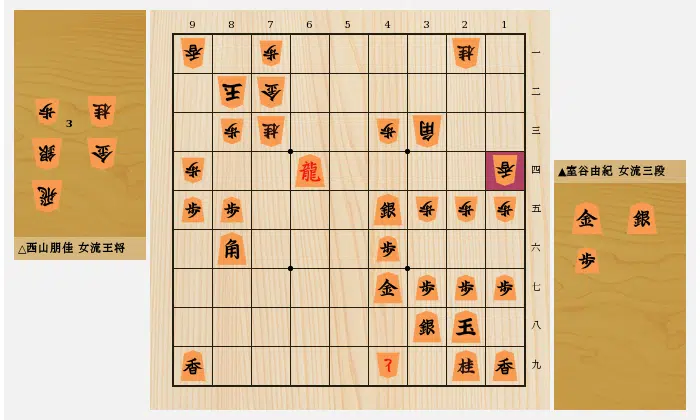 歩 3 桂
銀 金
飛
△西山朋佳 女流王将
9 8 7 6 5 4 3 2 1
香 歩 桂 一
王 金 二
歩 桂 歩 角 三
歩 龍 香 四
歩 歩 銀 歩 歩 歩 五
角 歩 六
金 歩 歩 歩 七
銀 玉 八
香 桂 香 九
▲室谷由紀 女流三段
金 銀
歩